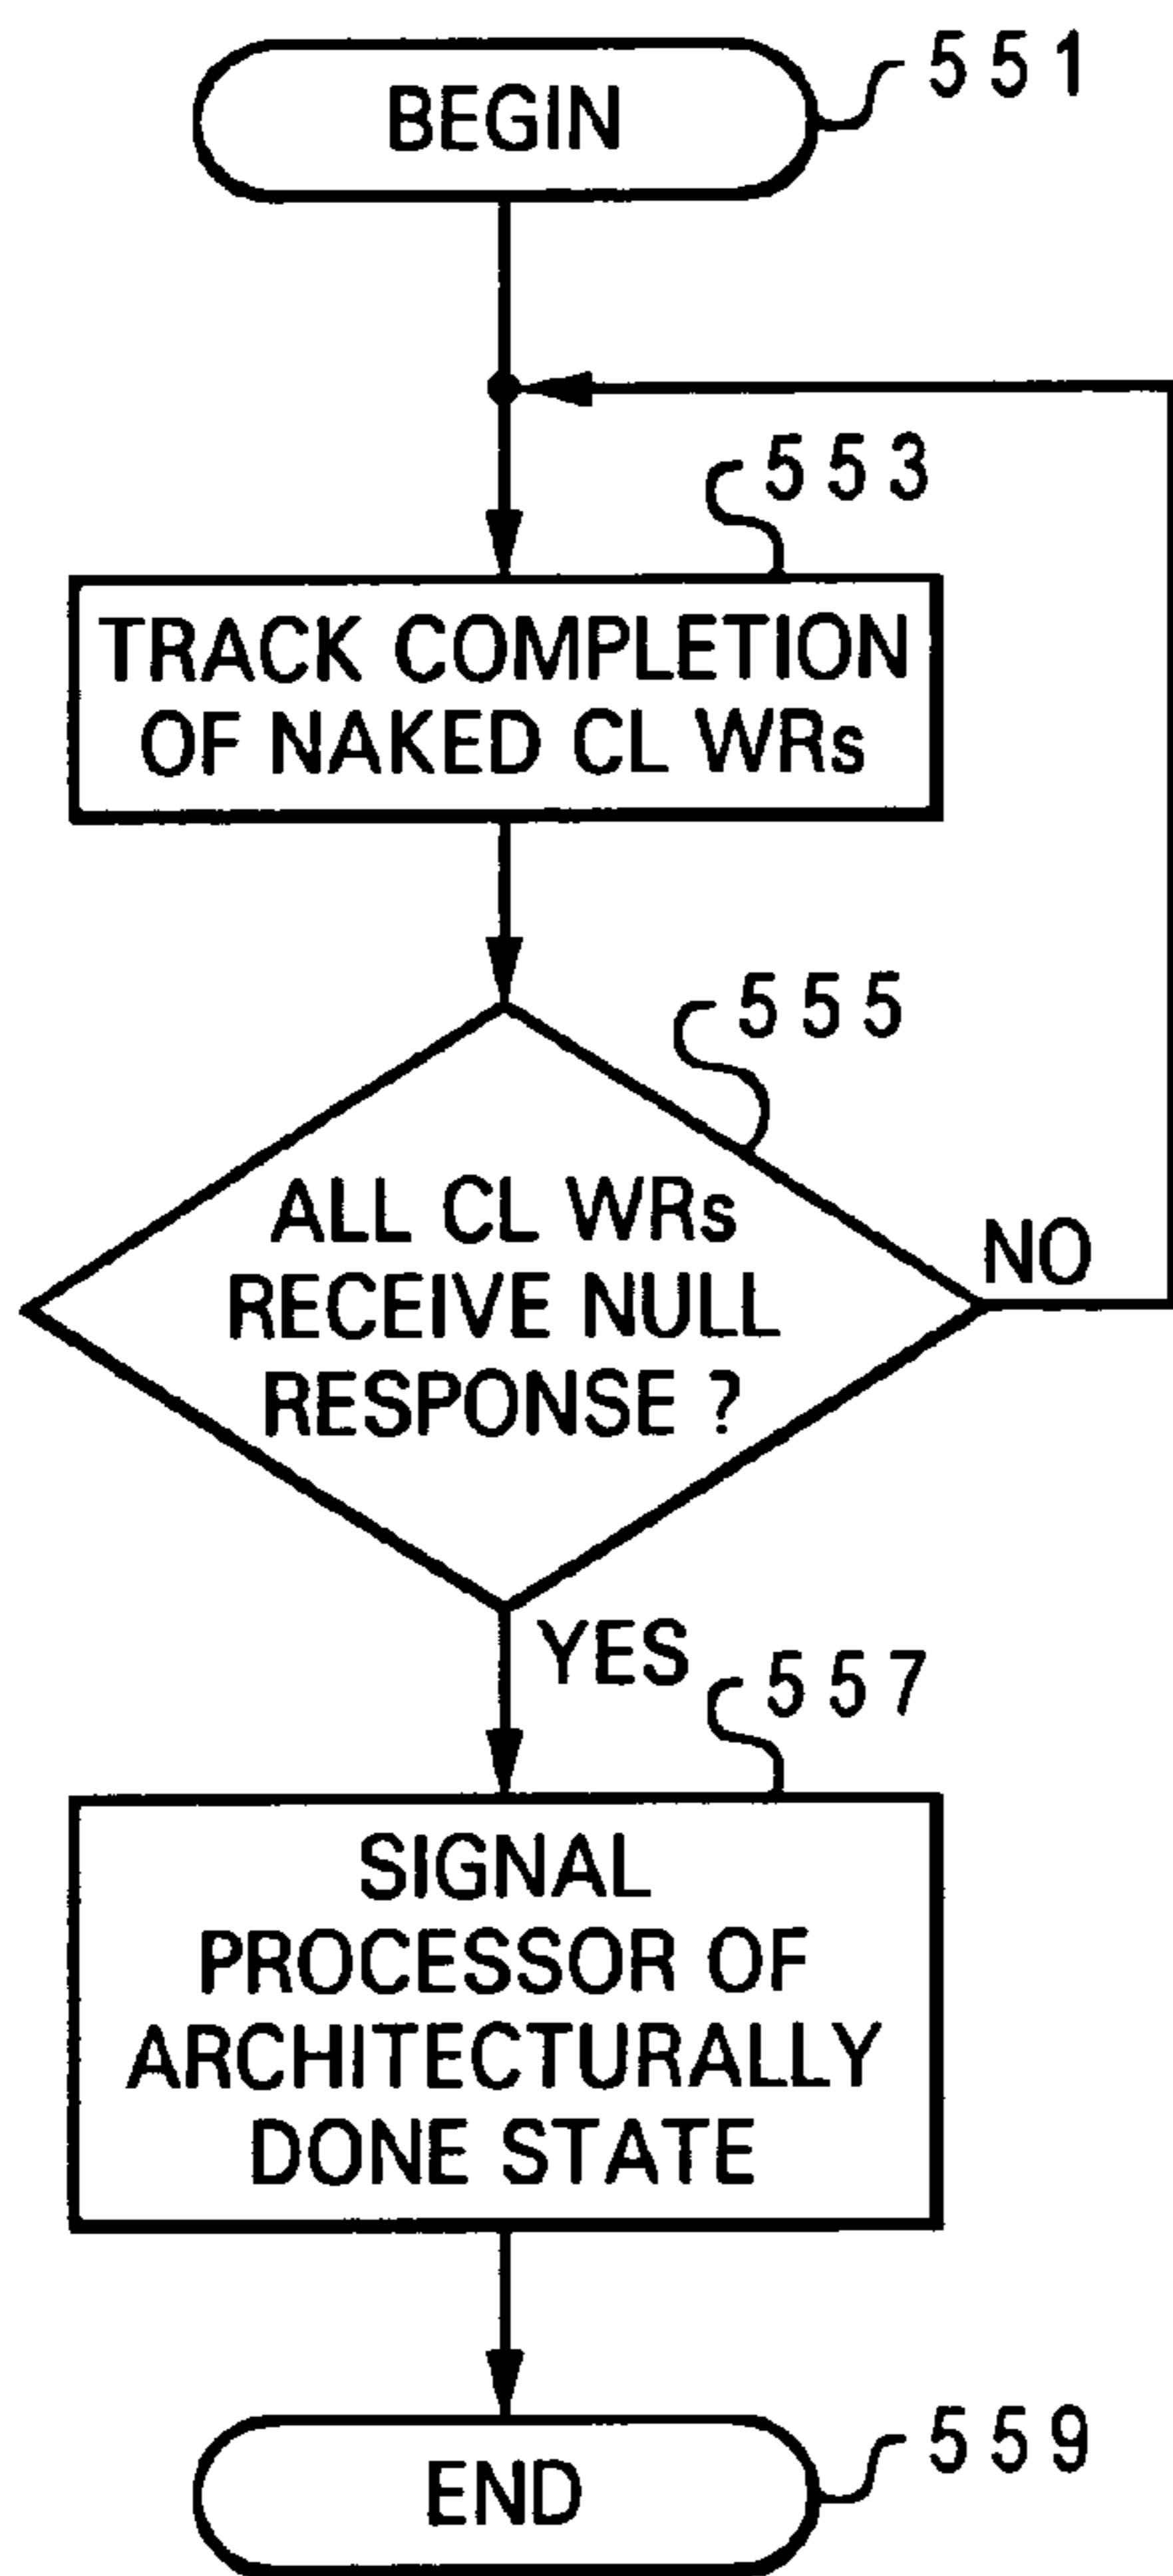 BEGIN
551
553
TRACK COMPLETION
OF NAKED CL WRs
555
ALL CL WRs
RECEIVE NULL
RESPONSE ?
NO
YES
557
SIGNAL
PROCESSOR OF
ARCHITECTURALLY
DONE STATE
END
559